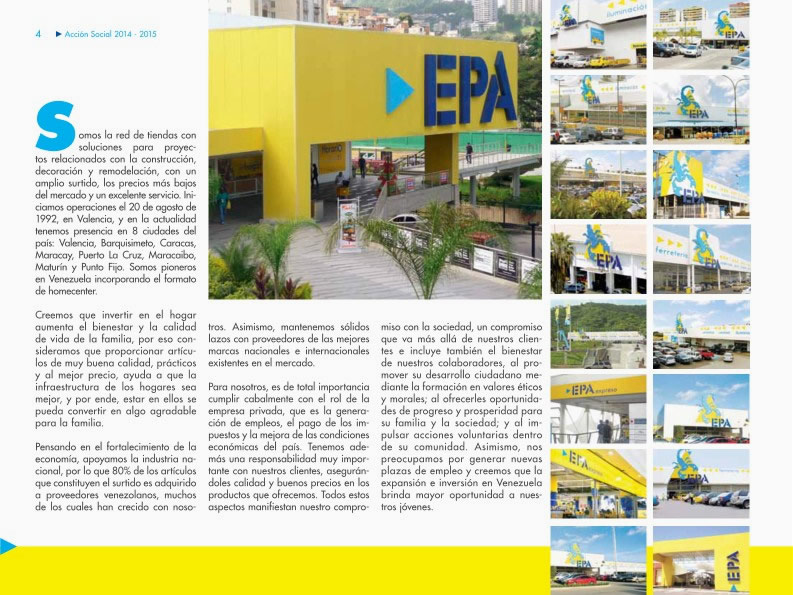 4 Acción Social 2014 - 2015
Somos la red de tiendas con
soluciones para proyec-
tos relacionados con la construcción,
decoración y remodelación, con un
amplio surtido, los precios más bajos
del mercado y un excelente servicio. Ini-
ciamos operaciones el 20 de agosto de
1992, en Valencia, y en la actualidad
tenemos presencia en 8 ciudades del
país: Valencia, Barquisimeto, Caracas,
Maracay, Puerto La Cruz, Maracaibo,
Maturín y Punto Fijo. Somos pioneros
en Venezuela incorporando el formato
de homecenter.
Creemos que invertir en el hogar
aumenta el bienestar y la calidad
de vida de la familia, por eso con-
sideramos que proporcionar artícu-
los de muy buena calidad, prácticos
y al mejor precio, ayuda a que la
infraestructura de los hogares sea
mejor, y por ende, estar en ellos se
pueda convertir en algo agradable
para la familia.
Pensando en el fortalecimiento de la
economía, apoyamos la industria na-
cional, por lo que 80% de los artículos
que constituyen el surtido es adquirido
a proveedores venezolanos, muchos
de los cuales han crecido con noso-
tros. Asimismo, mantenemos sólidos
lazos con proveedores de las mejores
marcas nacionales e internacionales
existentes en el mercado.
Para nosotros, es de total importancia
cumplir cabalmente con el rol de la
empresa privada, que es la genera-
ción de empleos, el pago de los im-
puestos y la mejora de las condiciones
económicas del país. Tenemos ade-
más una responsabilidad muy impor-
tante con nuestros clientes, asegurán-
doles calidad y buenos precios en los
productos que ofrecemos. Todos estos
aspectos manifiestan nuestro compro-
miso con la sociedad, un compromiso
que va más allá de nuestros clien-
tes e incluye también el bienestar
de nuestros colaboradores, al pro-
mover su desarrollo ciudadano me-
diante la formación en valores éticos
y morales; al ofrecerles oportunida-
des de progreso y prosperidad para
su familia y la sociedad; y al im-
pulsar acciones voluntarias dentro
de su comunidad. Asimismo, nos
preocupamos por generar nuevas
plazas de empleo y creemos que la
expansión e inversión en Venezuela
brinda mayor oportunidad a nues-
tros jóvenes.
EPA
iluminación
EPA
EPA
EPA
EPA
EPA
EPA
EPA
ferretería
EPA
EPA
EPA express
EPA
EPA
EPA
EPA
EPA